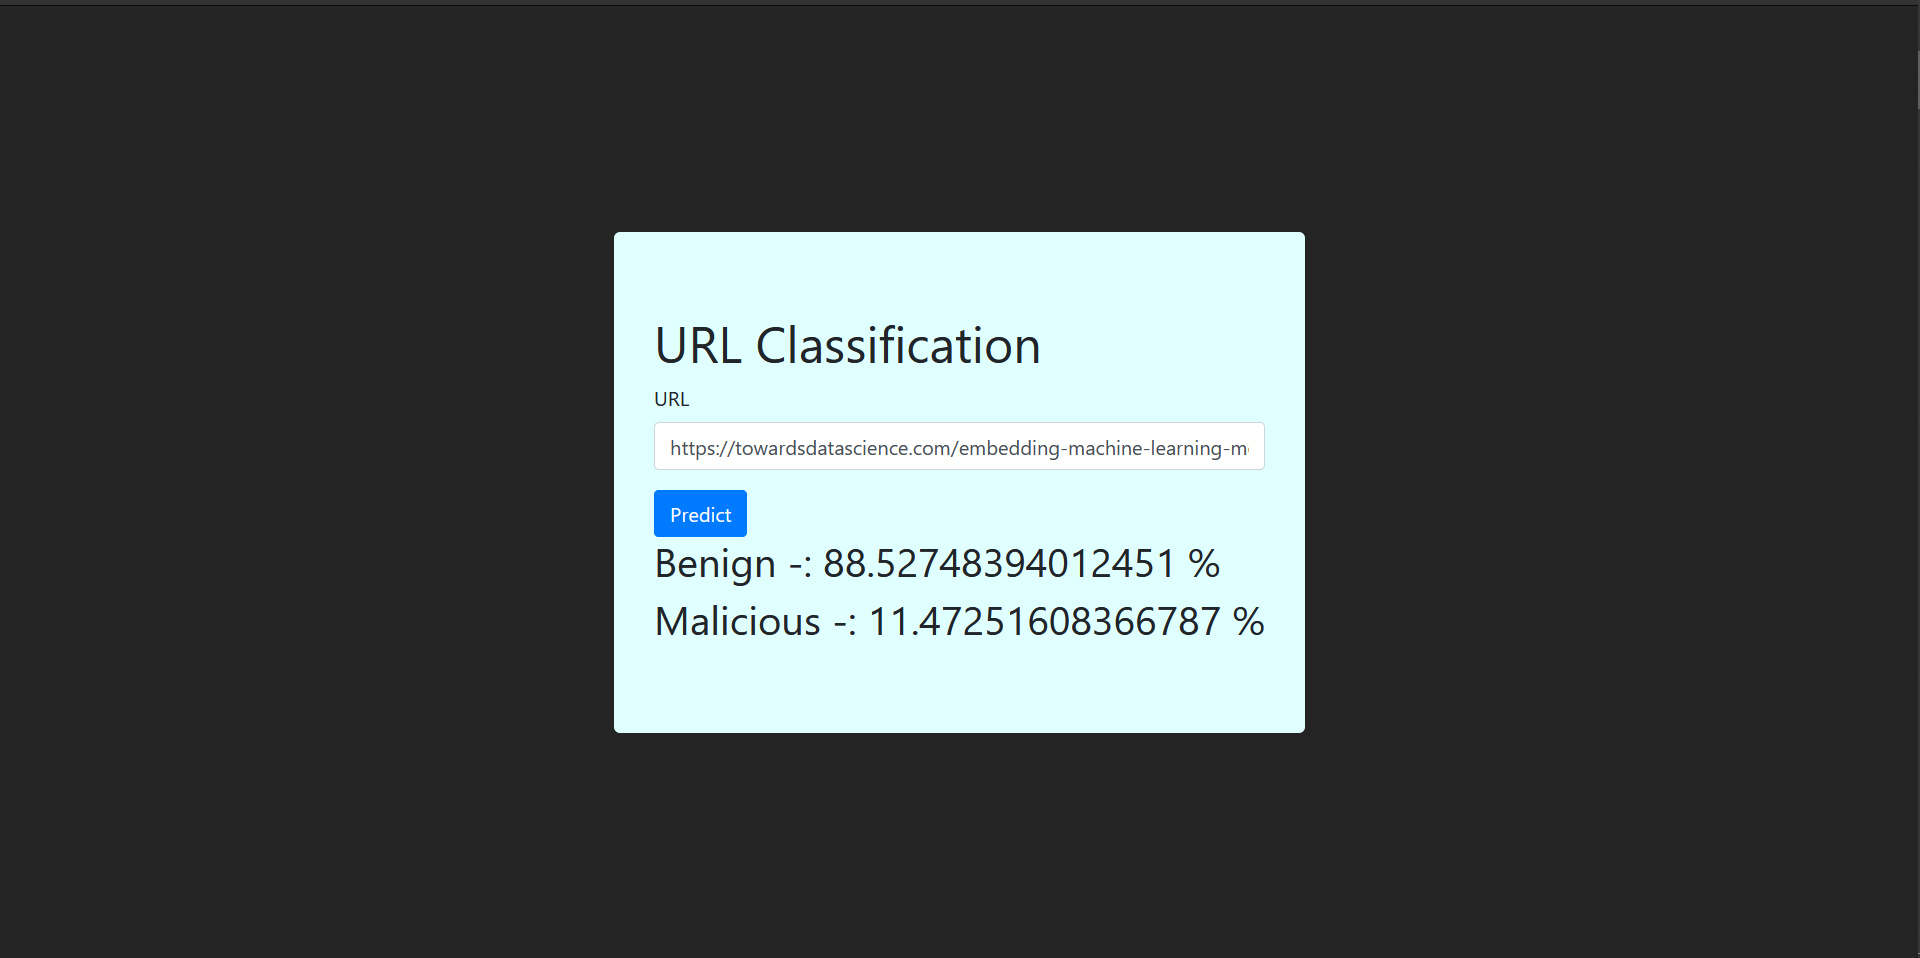 URL Classification
URL
https://towardsdatascience.com/embedding-machine-learning-m
Predict
Benign -: 88.52748394012451 %
Malicious -: 11.47251608366787 %